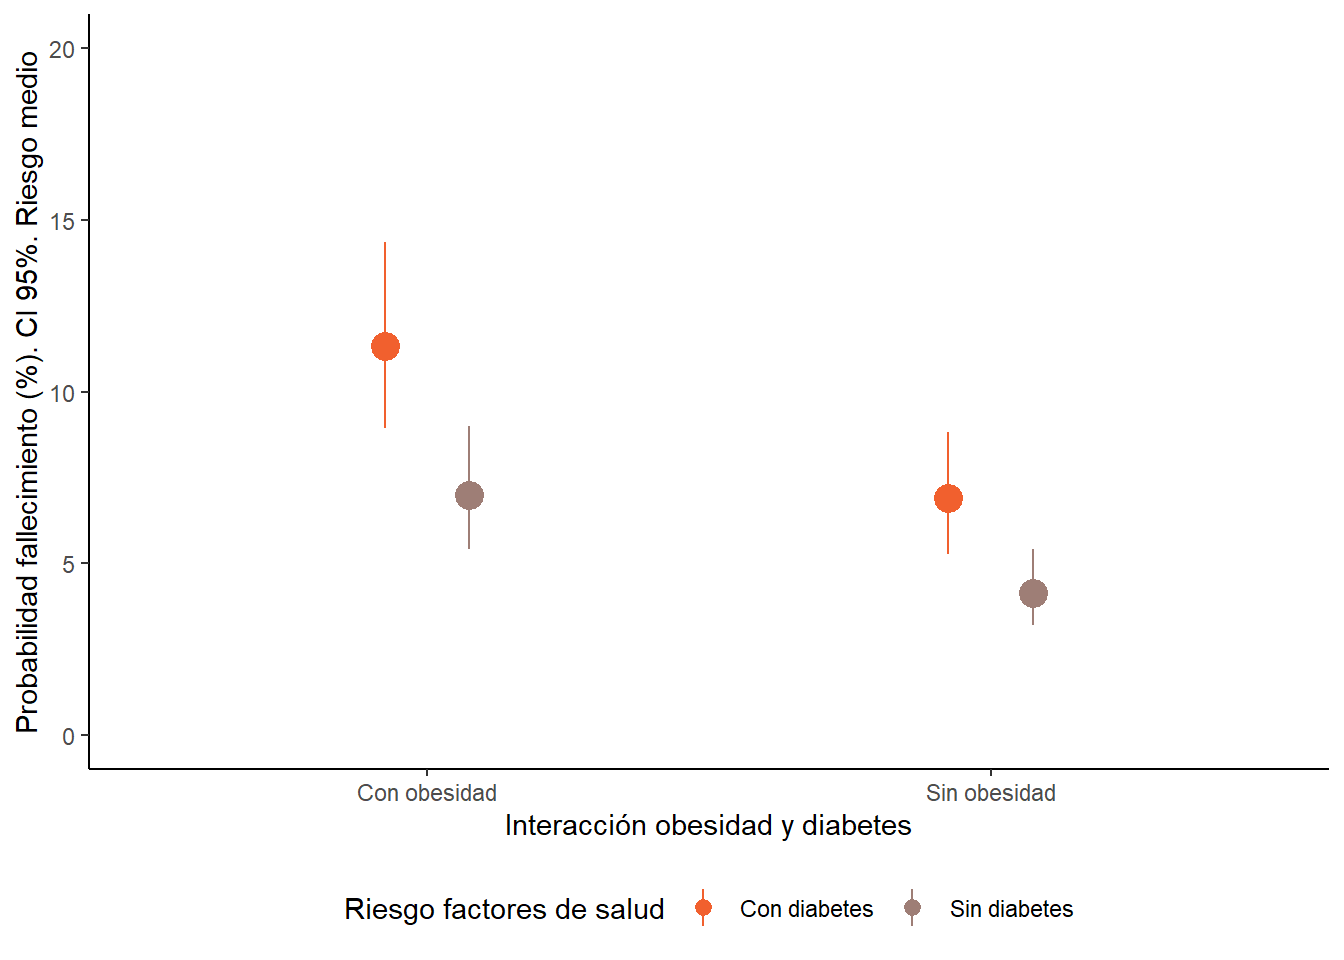 Probabilidad fallecimiento (%). CI 95%. Riesgo medio
20
15
10
5
0
Con obesidad
Sin obesidad
Interacción obesidad y diabetes
Riesgo factores de salud
Con diabetes
Sin diabetes